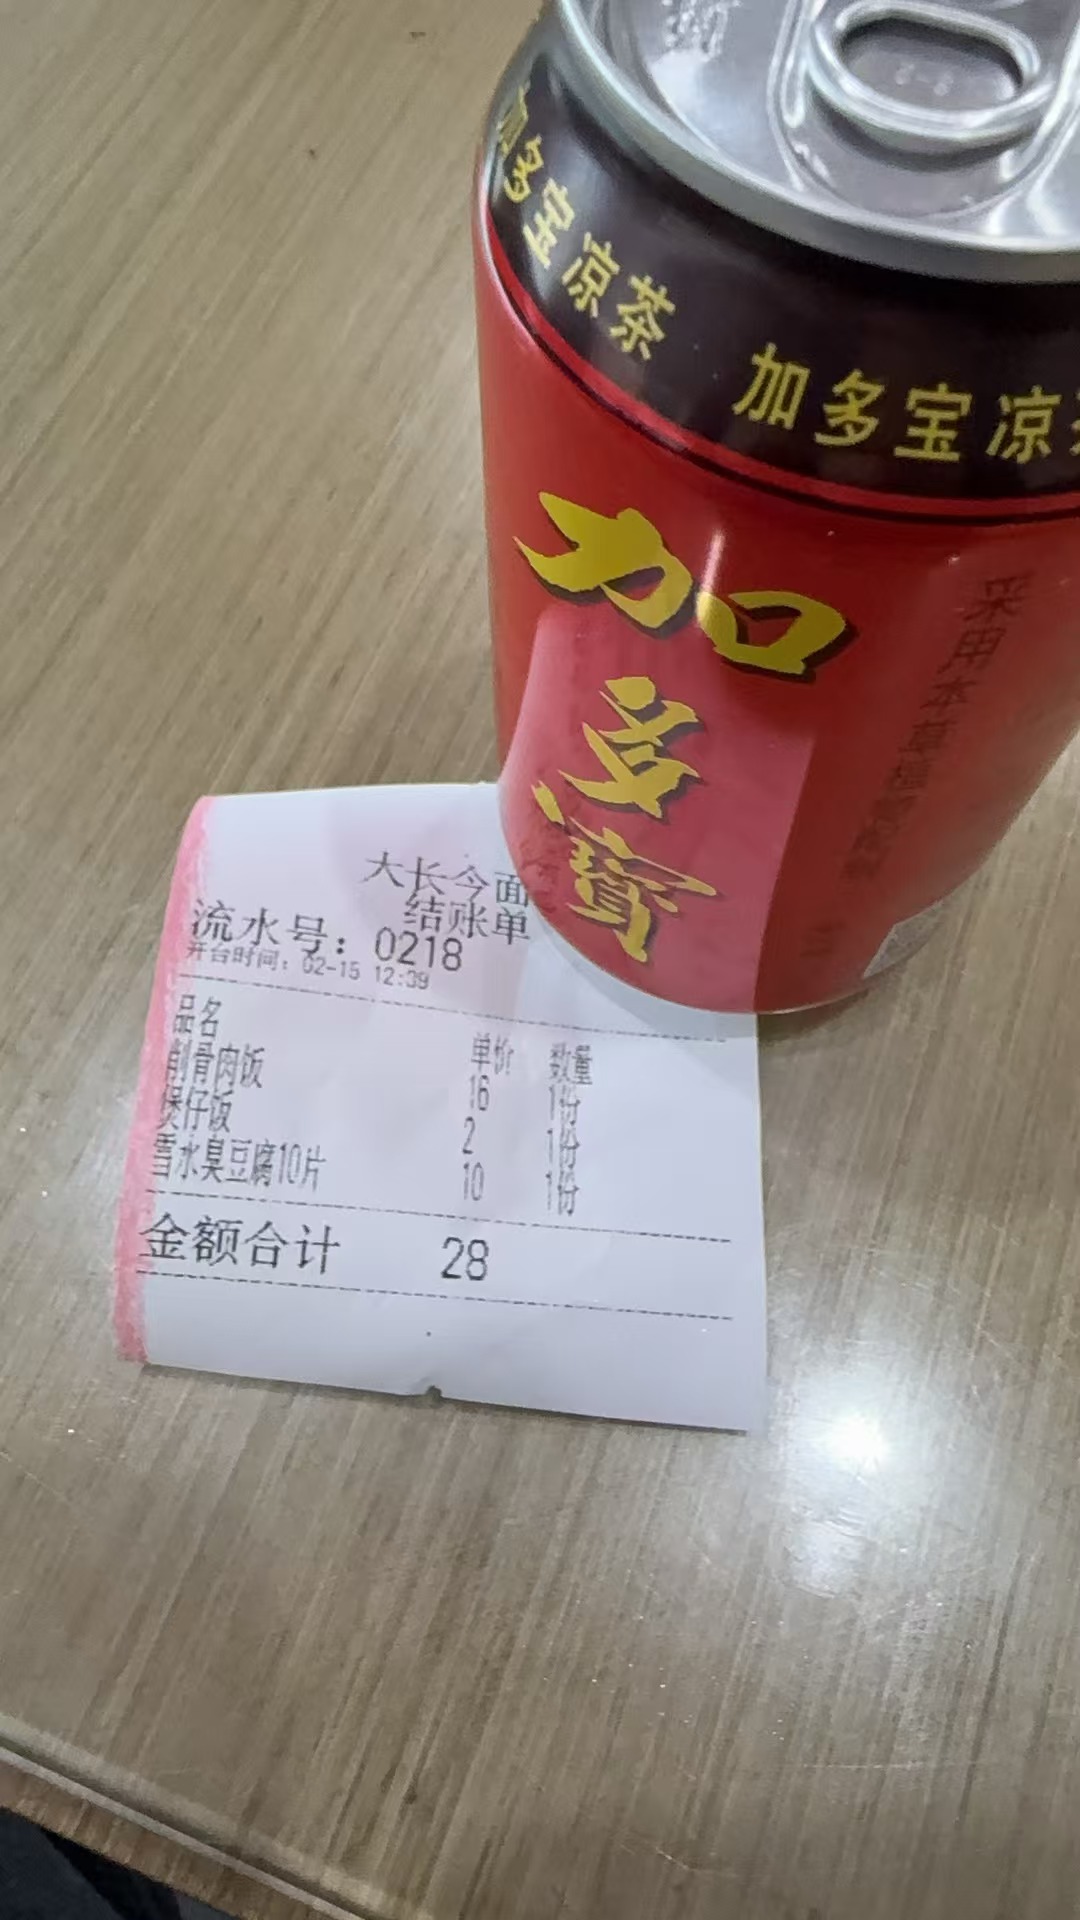 加多宝凉茶
加多宝凉茶
加
多
寶
采用本草植物
大长今面
结账单
流水号：0218
开台时间：02-15 12:39
品名 单价 数量
削骨肉饭 16 1份
煲仔饭 2 1份
雪水臭豆腐10片 10 1份
金额合计 28